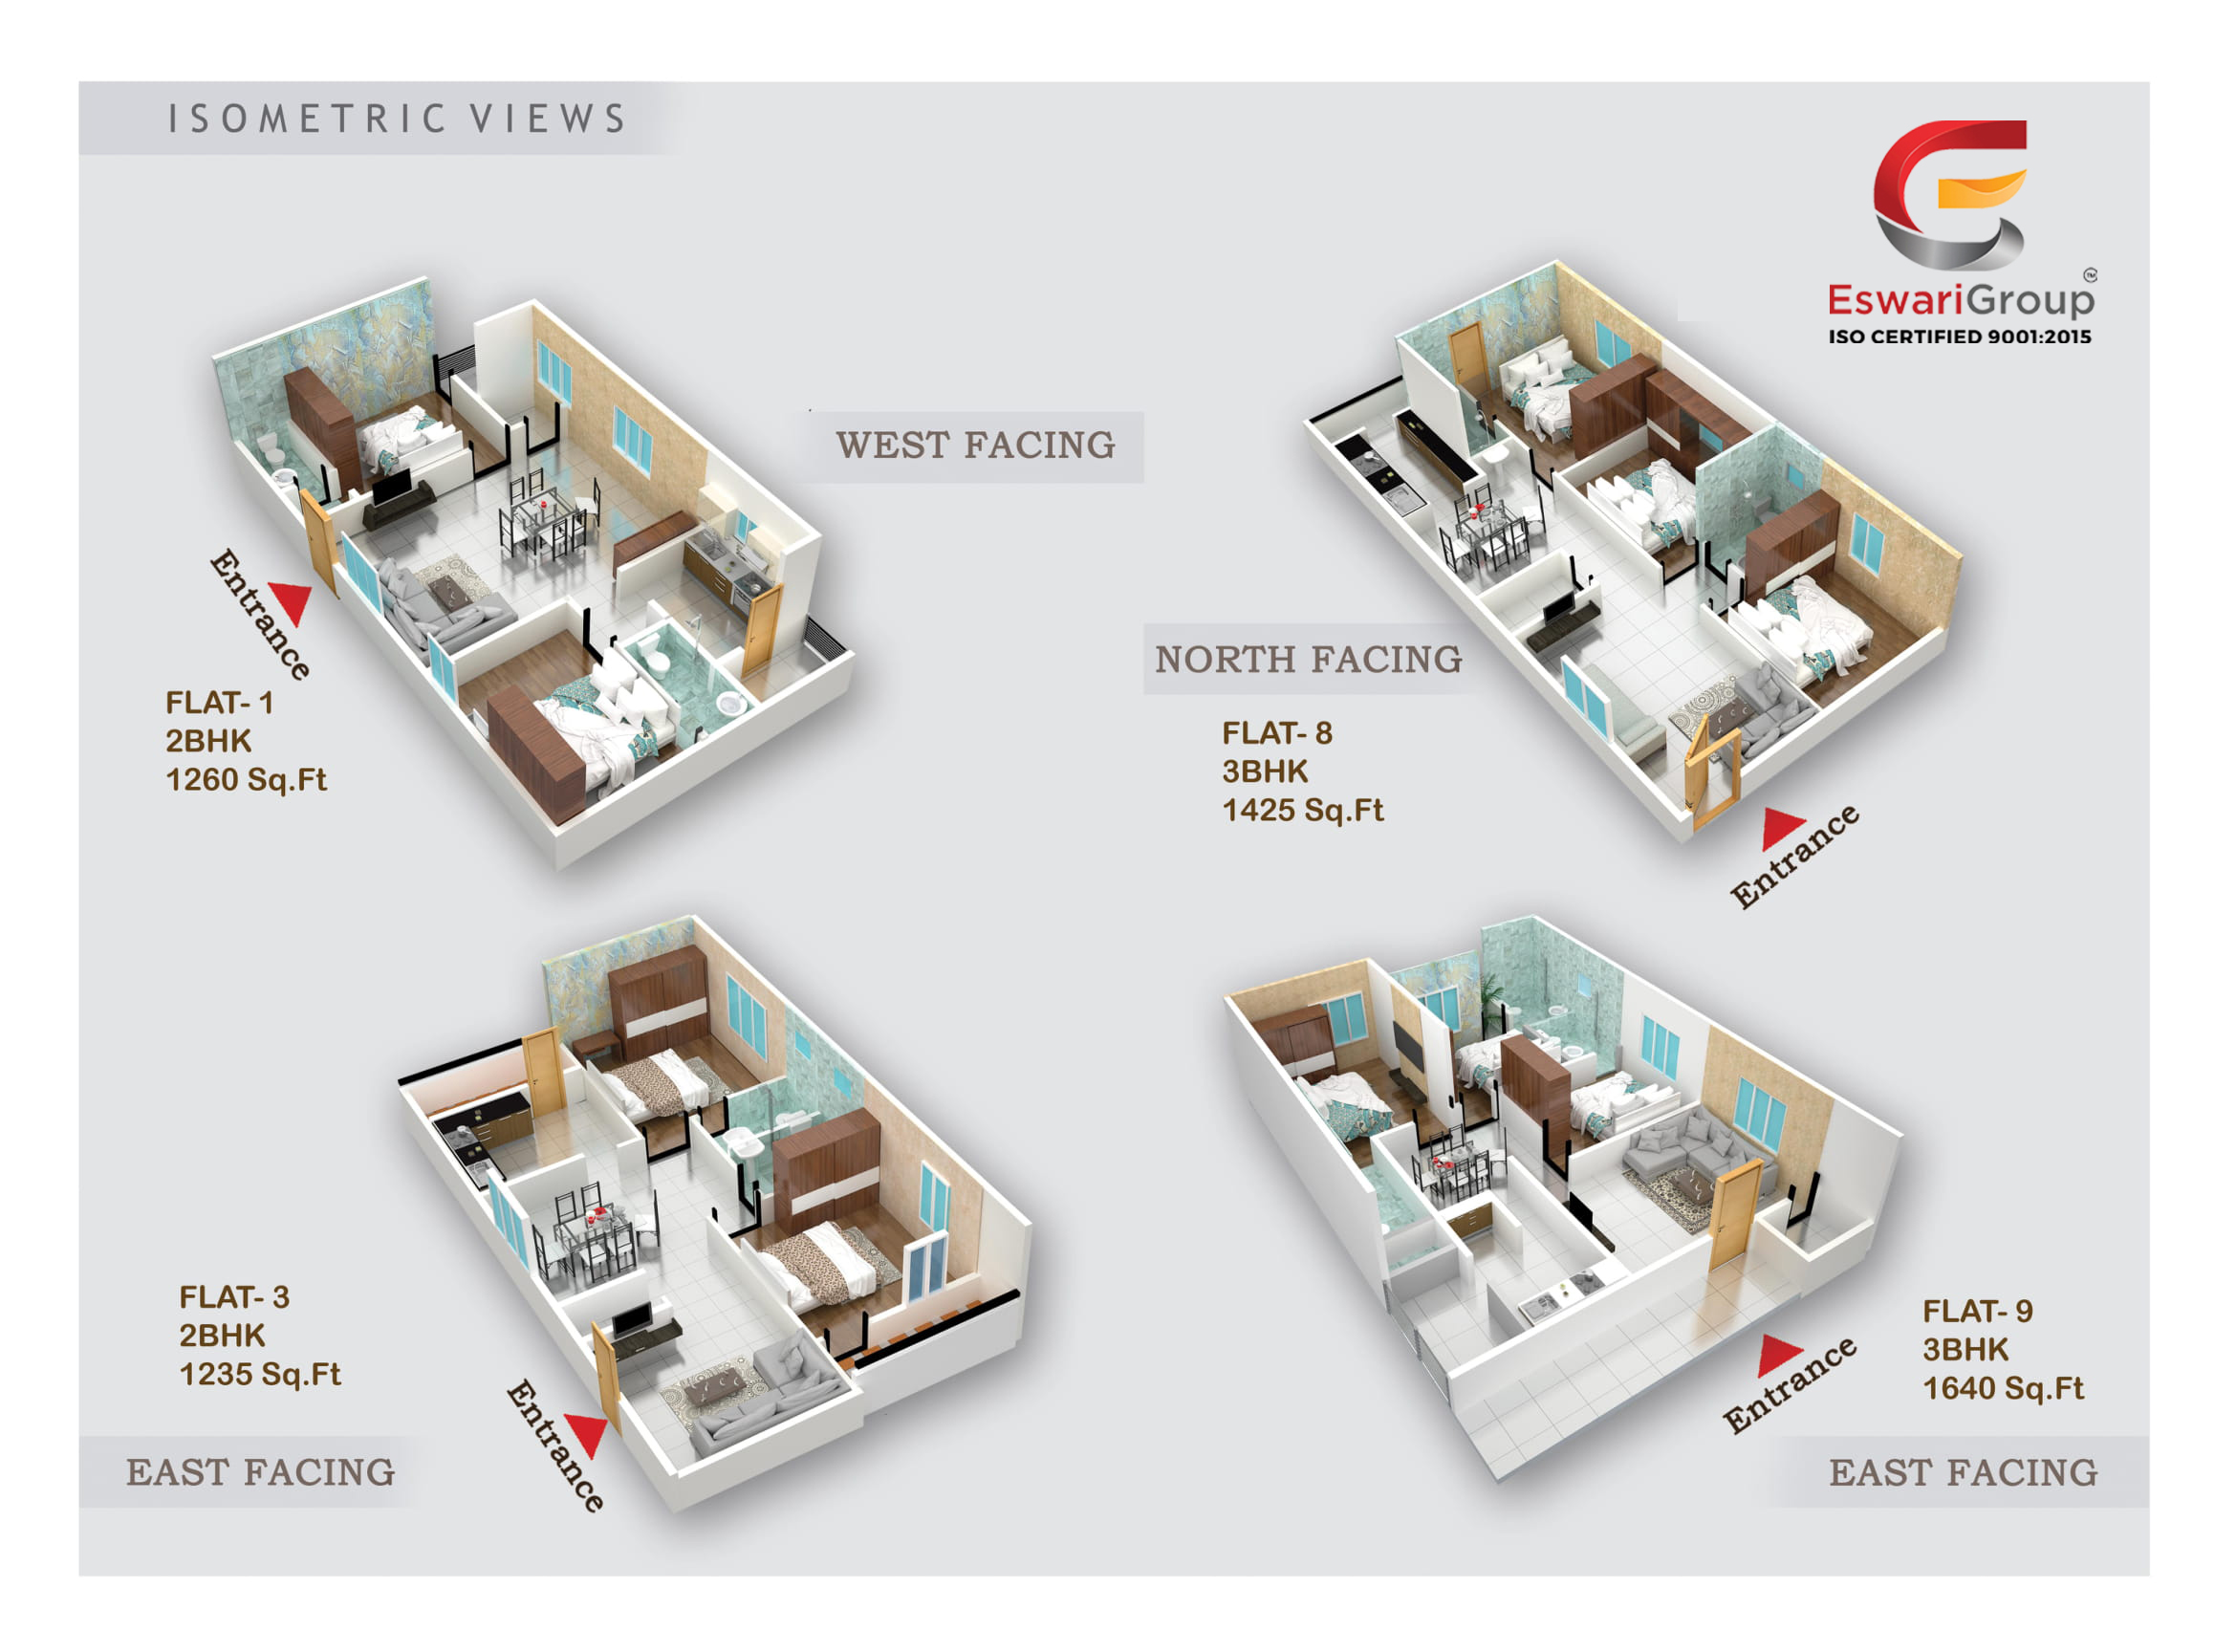 ISOMETRIC VIEWS
EswariGroup
TM
ISO CERTIFIED 9001:2015
WEST FACING
Entrance
FLAT- 1
2BHK
1260 Sq.Ft
NORTH FACING
FLAT- 8
3BHK
1425 Sq.Ft
Entrance
FLAT- 3
2BHK
1235 Sq.Ft
Entrance
EAST FACING
FLAT- 9
3BHK
1640 Sq.Ft
Entrance
EAST FACING